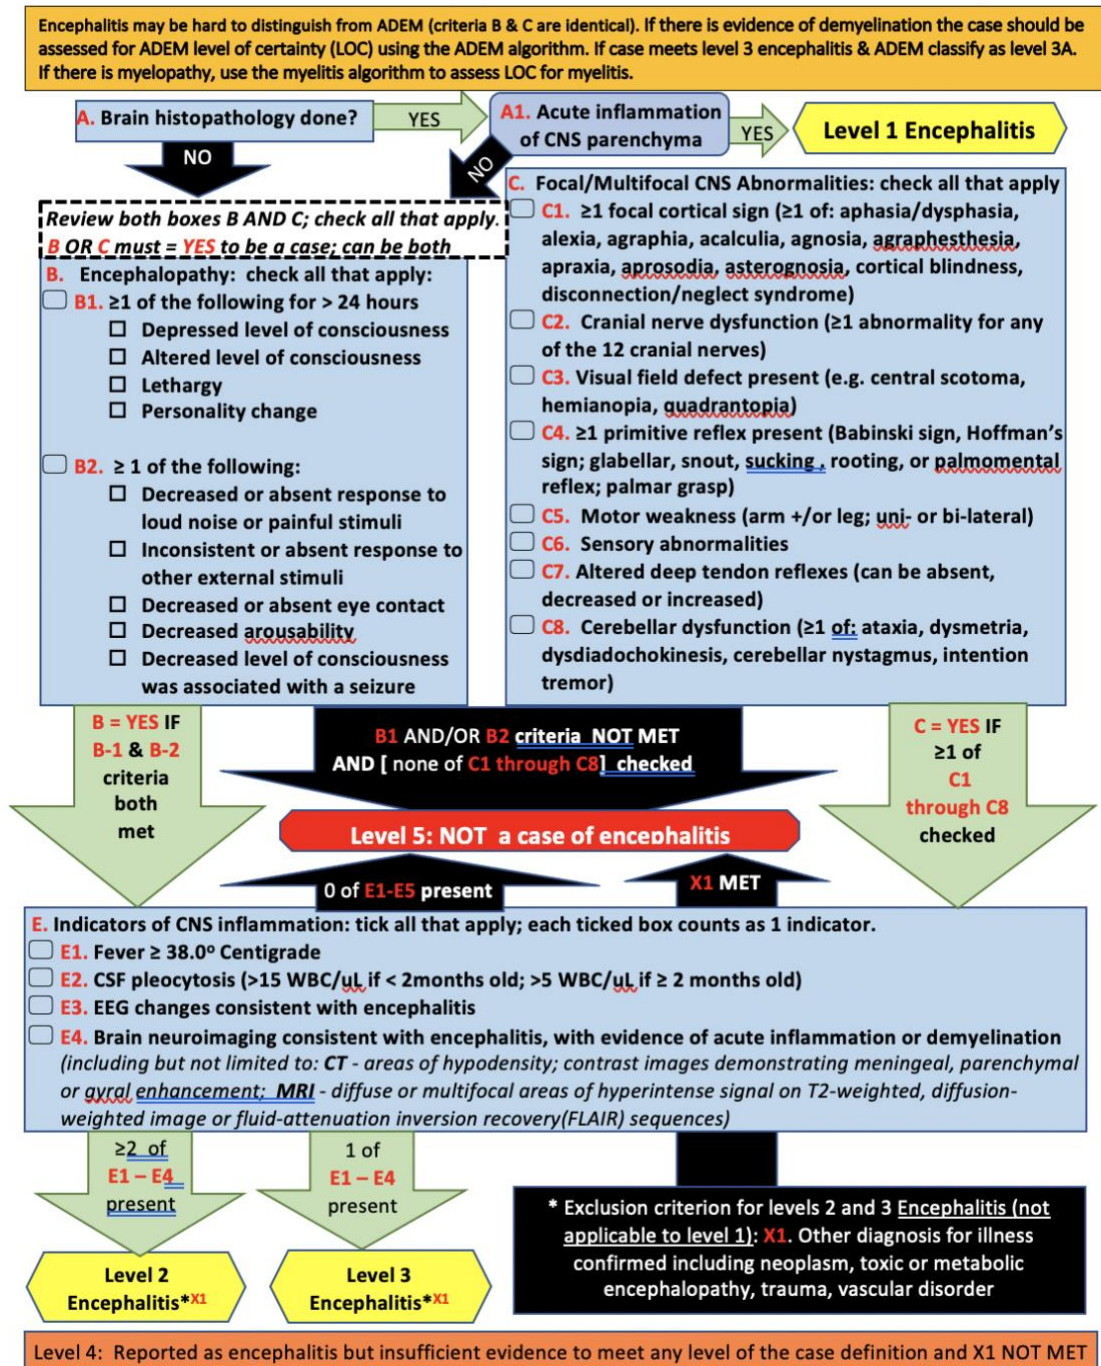 Encephalitis may be hard to distinguish from ADEM (criteria B & C are identical). If there is evidence of demyelination the case should be
assessed for ADEM level of certainty (LOC) using the ADEM algorithm. If case meets level 3 encephalitis & ADEM classify as level 3A.
If there is myelopathy, use the myelitis algorithm to assess LOC for myelitis.
A. Brain histopathology done?
YES
A1. Acute inflammation
of CNS parenchyma
YES
Level 1 Encephalitis
NO
NO
Review both boxes B AND C; check all that apply.
B OR C must = YES to be a case; can be both
B. Encephalopathy: check all that apply:
B1. ≥1 of the following for > 24 hours
Depressed level of consciousness
Altered level of consciousness
Lethargy
Personality change
B2. ≥ 1 of the following:
Decreased or absent response to
loud noise or painful stimuli
Inconsistent or absent response to
other external stimuli
Decreased or absent eye contact
Decreased arousability
Decreased level of consciousness
was associated with a seizure
C. Focal/Multifocal CNS Abnormalities: check all that apply
C1. ≥1 focal cortical sign (≥1 of: aphasia/dysphasia,
alexia, agraphia, acalculia, agnosia, agraphesthesia,
apraxia, aprosodia, asterognosia, cortical blindness,
disconnection/neglect syndrome)
C2. Cranial nerve dysfunction (≥1 abnormality for any
of the 12 cranial nerves)
C3. Visual field defect present (e.g. central scotoma,
hemianopia, quadrantopia)
C4. ≥1 primitive reflex present (Babinski sign, Hoffman's
sign; glabellar, snout, sucking , rooting, or palmomental
reflex; palmar grasp)
C5. Motor weakness (arm +/or leg; uni- or bi-lateral)
C6. Sensory abnormalities
C7. Altered deep tendon reflexes (can be absent,
decreased or increased)
C8. Cerebellar dysfunction (≥1 of: ataxia, dysmetria,
dysdiadochokinesis, cerebellar nystagmus, intention
tremor)
B = YES IF
B-1 & B-2
criteria
both
met
B1 AND/OR B2 criteria NOT MET
AND [ none of C1 through C8] checked
C = YES IF
≥1 of
C1
through C8
checked
Level 5: NOT a case of encephalitis
0 of E1-E5 present
X1 MET
E. Indicators of CNS inflammation: tick all that apply; each ticked box counts as 1 indicator.
E1. Fever ≥ 38.0º Centigrade
E2. CSF pleocytosis (>15 WBC/uL if < 2months old; >5 WBC/uL if ≥ 2 months old)
E3. EEG changes consistent with encephalitis
E4. Brain neuroimaging consistent with encephalitis, with evidence of acute inflammation or demyelination
(including but not limited to: CT - areas of hypodensity; contrast images demonstrating meningeal, parenchymal
or gyral enhancement; MRI - diffuse or multifocal areas of hyperintense signal on T2-weighted, diffusion-
weighted image or fluid-attenuation inversion recovery(FLAIR) sequences)
≥2 of
E1 – E4
present
1 of
E1 – E4
present
Level 2
Encephalitis*X1
Level 3
Encephalitis*X1
* Exclusion criterion for levels 2 and 3 Encephalitis (not
applicable to level 1): X1. Other diagnosis for illness
confirmed including neoplasm, toxic or metabolic
encephalopathy, trauma, vascular disorder
Level 4: Reported as encephalitis but insufficient evidence to meet any level of the case definition and X1 NOT MET